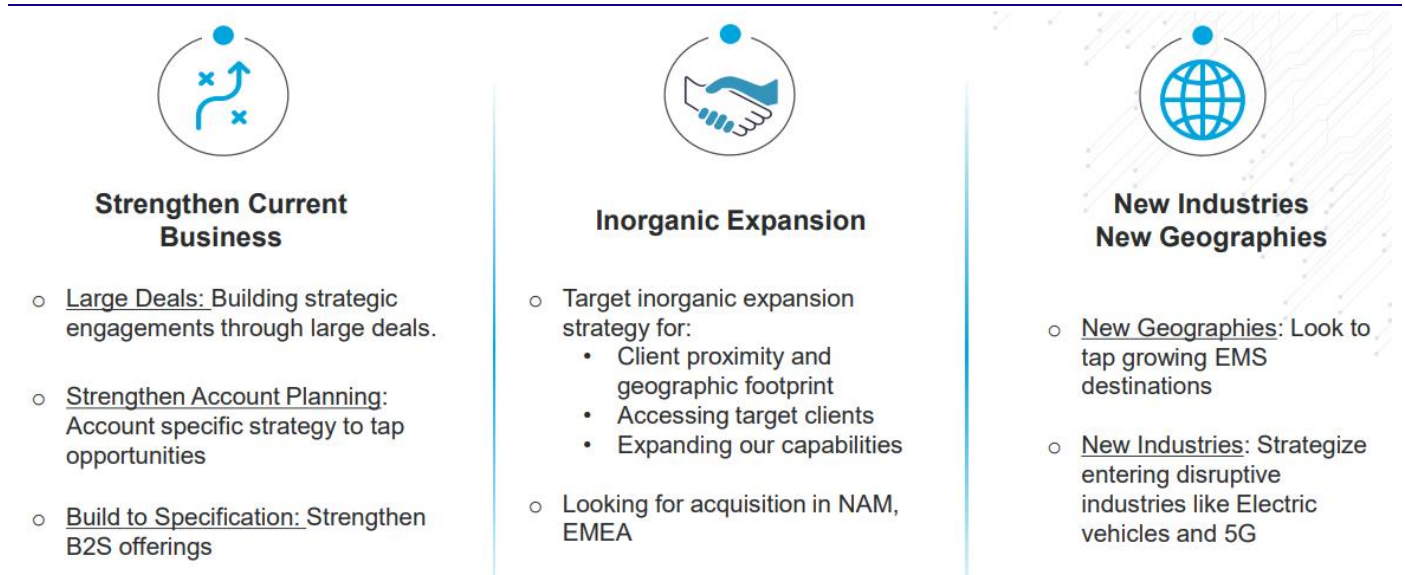 Strengthen Current
Business
o Large Deals: Building strategic
engagements through large deals.
o Strengthen Account Planning:
Account specific strategy to tap
opportunities
o Build to Specification: Strengthen
B2S offerings
Inorganic Expansion
o Target inorganic expansion
strategy for:
• Client proximity and
geographic footprint
• Accessing target clients
• Expanding our capabilities
o Looking for acquisition in NAM,
EMEA
New Industries
New Geographies
o New Geographies: Look to
tap growing EMS
destinations
o New Industries: Strategize
entering disruptive
industries like Electric
vehicles and 5G